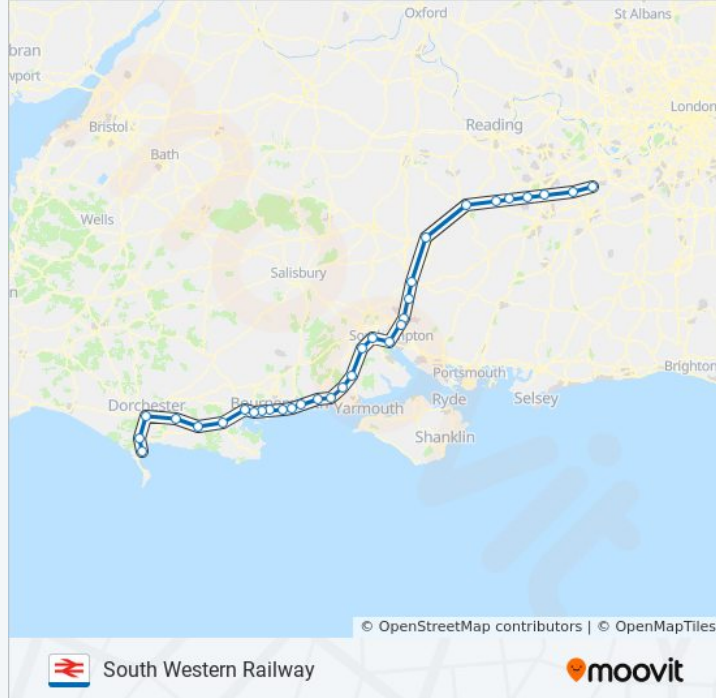 Oxford
St Albans
bran
vport
London
Reading
Bristol
Bath
Wells
Salisbury
n
Southampton
Portsmouth
Brighton
Dorchester
Bournemouth
Yarmouth
Ryde
Selsey
Shanklin
© OpenStreetMap contributors | © OpenMapTiles
South Western Railway
moovit